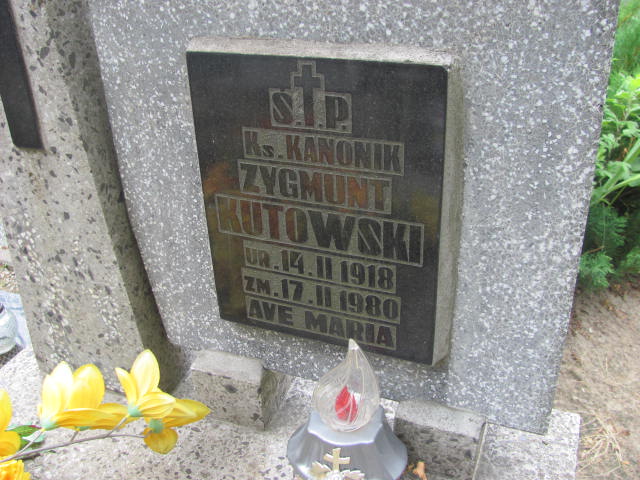 Ś.†P.
Ks. KANONIK
ZYGMUNT
KUTOWSKI
UR. 14. II 1918
ZM. 17. II 1980
AVE MARIA